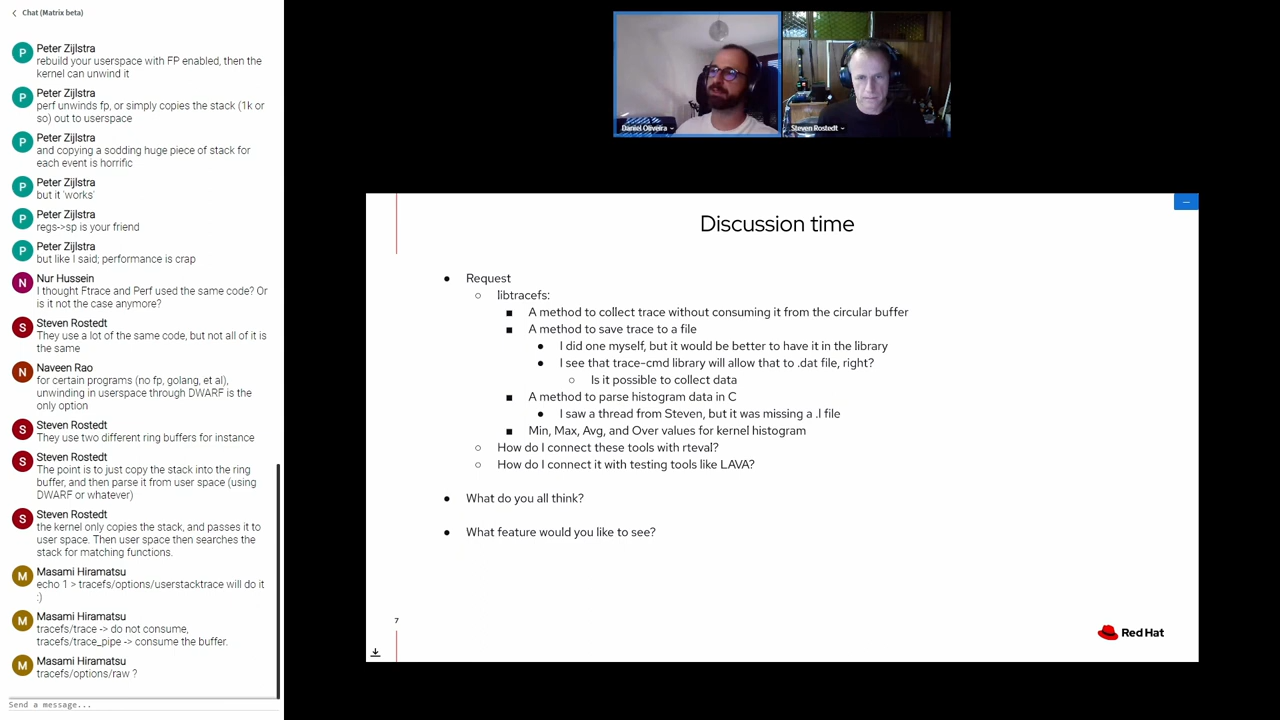 Chat (Matrix beta)
Peter Zijlstra
rebuild your userspace with FP enabled, then the
kernel can unwind it
Peter Zijlstra
perf unwinds fp, or simply copies the stack (1k or
so) out to userspace
Peter Zijlstra
and copying a sodding huge piece of stack for
each event is horrific
Peter Zijlstra
but it 'works'
Peter Zijlstra
regs->sp is your friend
Peter Zijlstra
but like I said; performance is crap
Nur Hussein
I thought Ftrace and Perf used the same code? Or
is it not the case anymore?
Steven Rostedt
They use a lot of the same code, but not all of it is
the same
Naveen Rao
for certain programs (no fp, golang, et al),
unwinding in userspace through DWARF is the
only option
Steven Rostedt
They use two different ring buffers for instance
Steven Rostedt
The point is to just copy the stack into the ring
buffer, and then parse it from user space (using
DWARF or whatever)
Steven Rostedt
the kernel only copies the stack, and passes it to
user space. Then user space then searches the
stack for matching functions.
Masami Hiramatsu
echo 1 > tracefs/options/userstacktrace will do it
:)
Masami Hiramatsu
tracefs/trace -> do not consume,
tracefs/trace_pipe -> consume the buffer.
Masami Hiramatsu
tracefs/options/raw ?
Send a message...
P
P
P
P
P
P
N
S
N
S
S
S
M
M
M
Daniel Oliveira
Steven Rostedt
Discussion time
Request
libtracefs:
A method to collect trace without consuming it from the circular buffer
A method to save trace to a file
I did one myself, but it would be better to have it in the library
I see that trace-cmd library will allow that to .dat file, right?
Is it possible to collect data
A method to parse histogram data in C
I saw a thread from Steven, but it was missing a .l file
Min, Max, Avg, and Over values for kernel histogram
How do I connect these tools with rteval?
How do I connect it with testing tools like LAVA?
What do you all think?
What feature would you like to see?
7
Red Hat